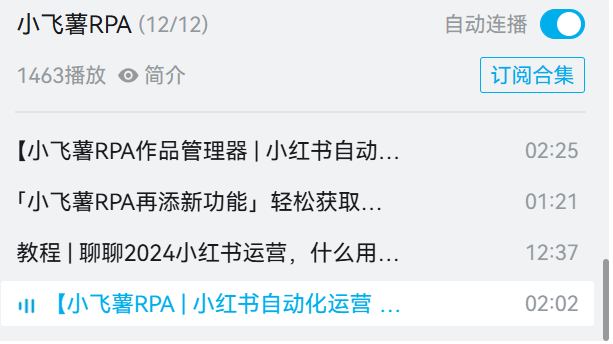 小飞薯RPA (12/12) 自动连播
1463播放 简介 订阅合集
【小飞薯RPA作品管理器 | 小红书自动... 02:25
「小飞薯RPA再添新功能」轻松获取... 01:21
教程 | 聊聊2024小红书运营，什么用... 12:37
【小飞薯RPA | 小红书自动化运营 ... 02:02